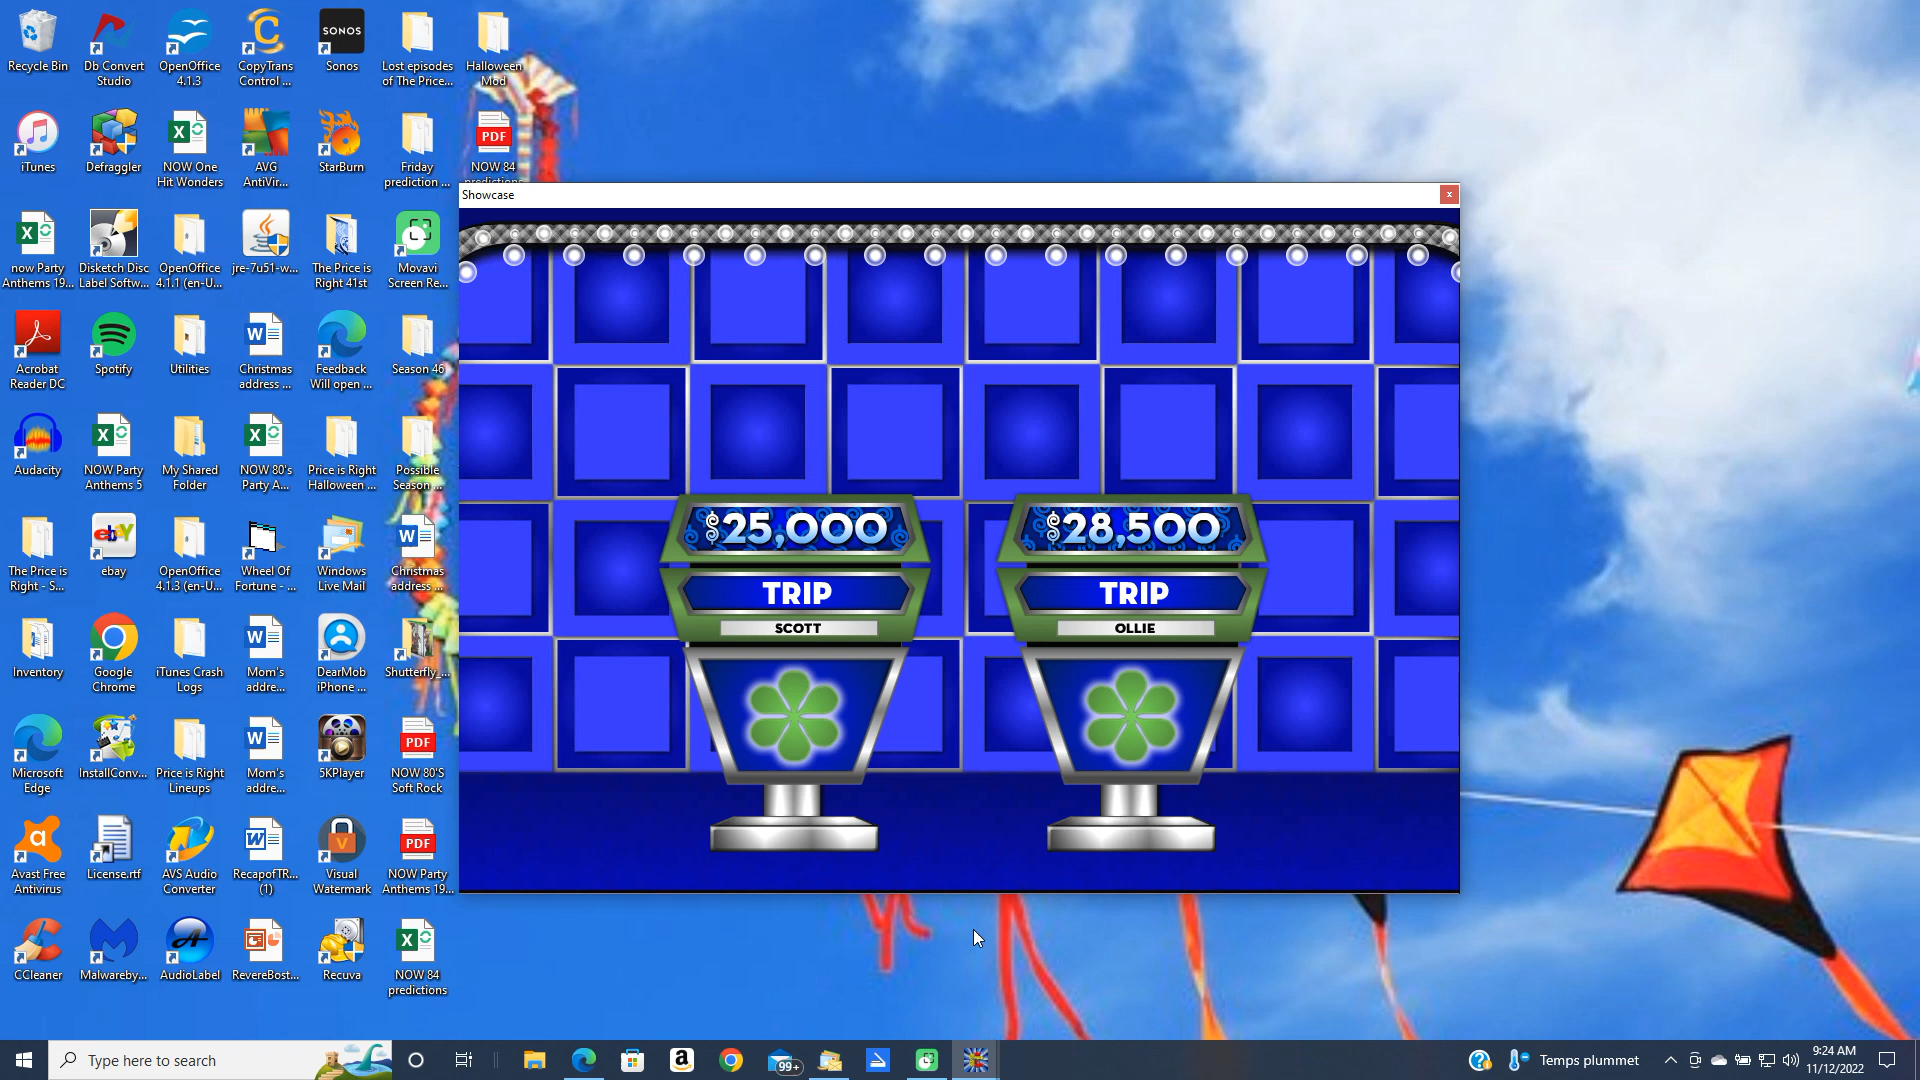 Recycle Bin
Db Convert
Studio
OpenOffice
4.1.3
CopyTrans
Control ...
SONOS
Sonos
Lost episodes
of The Price...
Halloween
Mod
iTunes
Defraggler
NOW One
Hit Wonders
AVG
AntiVir...
StarBurn
Friday
prediction ...
PDF
NOW 84
predictions
now Party
Anthems 19...
Disketch Disc
Label Softw...
OpenOffice
4.1.1 (en-U...
jre-7u51-w...
The Price is
Right 41st
Movavi
Screen Re...
Acrobat
Reader DC
Spotify
Utilities
Christmas
address ...
Feedback
Will open ...
Season 46
Audacity
NOW Party
Anthems 5
My Shared
Folder
NOW 80's
Party A...
Price is Right
Halloween ...
Possible
Season ...
The Price is
Right - S...
ebay
ebay
OpenOffice
4.1.3 (en-U...
Wheel Of
Fortune - ...
Windows
Live Mail
Christmas
address ...
Inventory
Google
Chrome
iTunes Crash
Logs
Mom's
addre...
DearMob
iPhone ...
Shutterfly_...
Microsoft
Edge
InstallConv...
Price is Right
Lineups
Mom's
addre...
5KPlayer
PDF
NOW 80'S
Soft Rock
Avast Free
Antivirus
License.rtf
AVS Audio
Converter
RecapofTR...
(1)
Visual
Watermark
PDF
NOW Party
Anthems 19...
CCleaner
Malwareby...
AudioLabel
RevereBost...
Recuva
NOW 84
predictions
Showcase
$25,000
TRIP
SCOTT
$28,500
TRIP
OLLIE
Type here to search
99+
Temps plummet
9:24 AM
11/12/2022